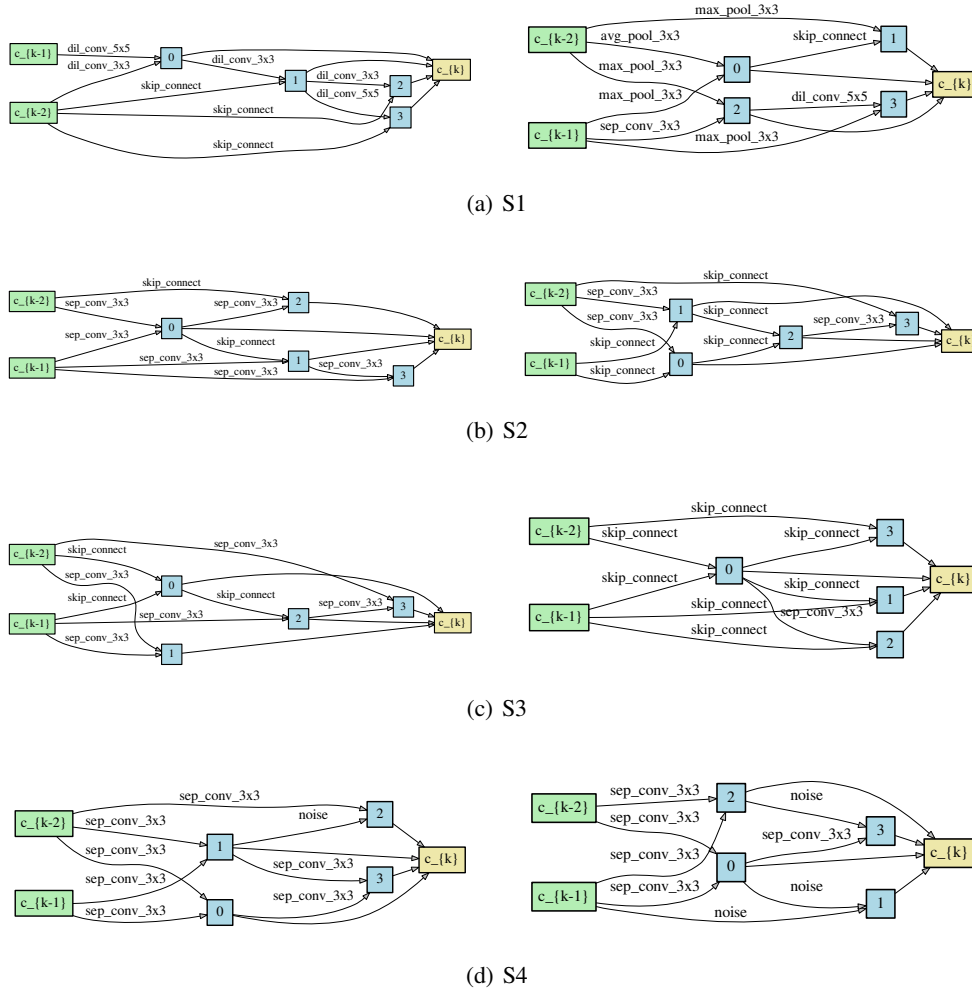 c_{k-1}
dil_conv_5x5
dil_conv_3x3
c_{k-2}
0
dil_conv_3x3
skip_connect
1
dil_conv_3x3
dil_conv_5x5
skip_connect
skip_connect
2
3
c_{k}
max_pool_3x3
c_{k-2}
avg_pool_3x3
max_pool_3x3
skip_connect
1
0
c_{k}
max_pool_3x3
c_{k-1}
sep_conv_3x3
2
dil_conv_5x5
3
max_pool_3x3
(a) S1
skip_connect
c_{k-2}
sep_conv_3x3
sep_conv_3x3
2
0
c_{k}
sep_conv_3x3
skip_connect
c_{k-1}
sep_conv_3x3
1
sep_conv_3x3
sep_conv_3x3
3
skip_connect
c_{k-2}
sep_conv_3x3
1
skip_connect
sep_conv_3x3
sep_conv_3x3
3
2
c_{k
skip_connect
skip_connect
c_{k-1}
0
skip_connect
(b) S2
c_{k-2}
skip_connect
sep_conv_3x3
sep_conv_3x3
0
skip_connect
skip_connect
sep_conv_3x3
3
c_{k-1}
sep_conv_3x3
2
c_{k}
sep_conv_3x3
1
skip_connect
c_{k-2}
skip_connect
skip_connect
3
0
c_{k}
skip_connect
skip_connect
1
c_{k-1}
skip_connect
sep_conv_3x3
skip_connect
2
(c) S3
sep_conv_3x3
c_{k-2}
sep_conv_3x3
noise
2
sep_conv_3x3
1
c_{k}
sep_conv_3x3
sep_conv_3x3
3
c_{k-1}
sep_conv_3x3
0
sep_conv_3x3
sep_conv_3x3
c_{k-2}
sep_conv_3x3
2
noise
sep_conv_3x3
3
c_{k}
sep_conv_3x3
0
c_{k-1}
sep_conv_3x3
noise
noise
1
(d) S4